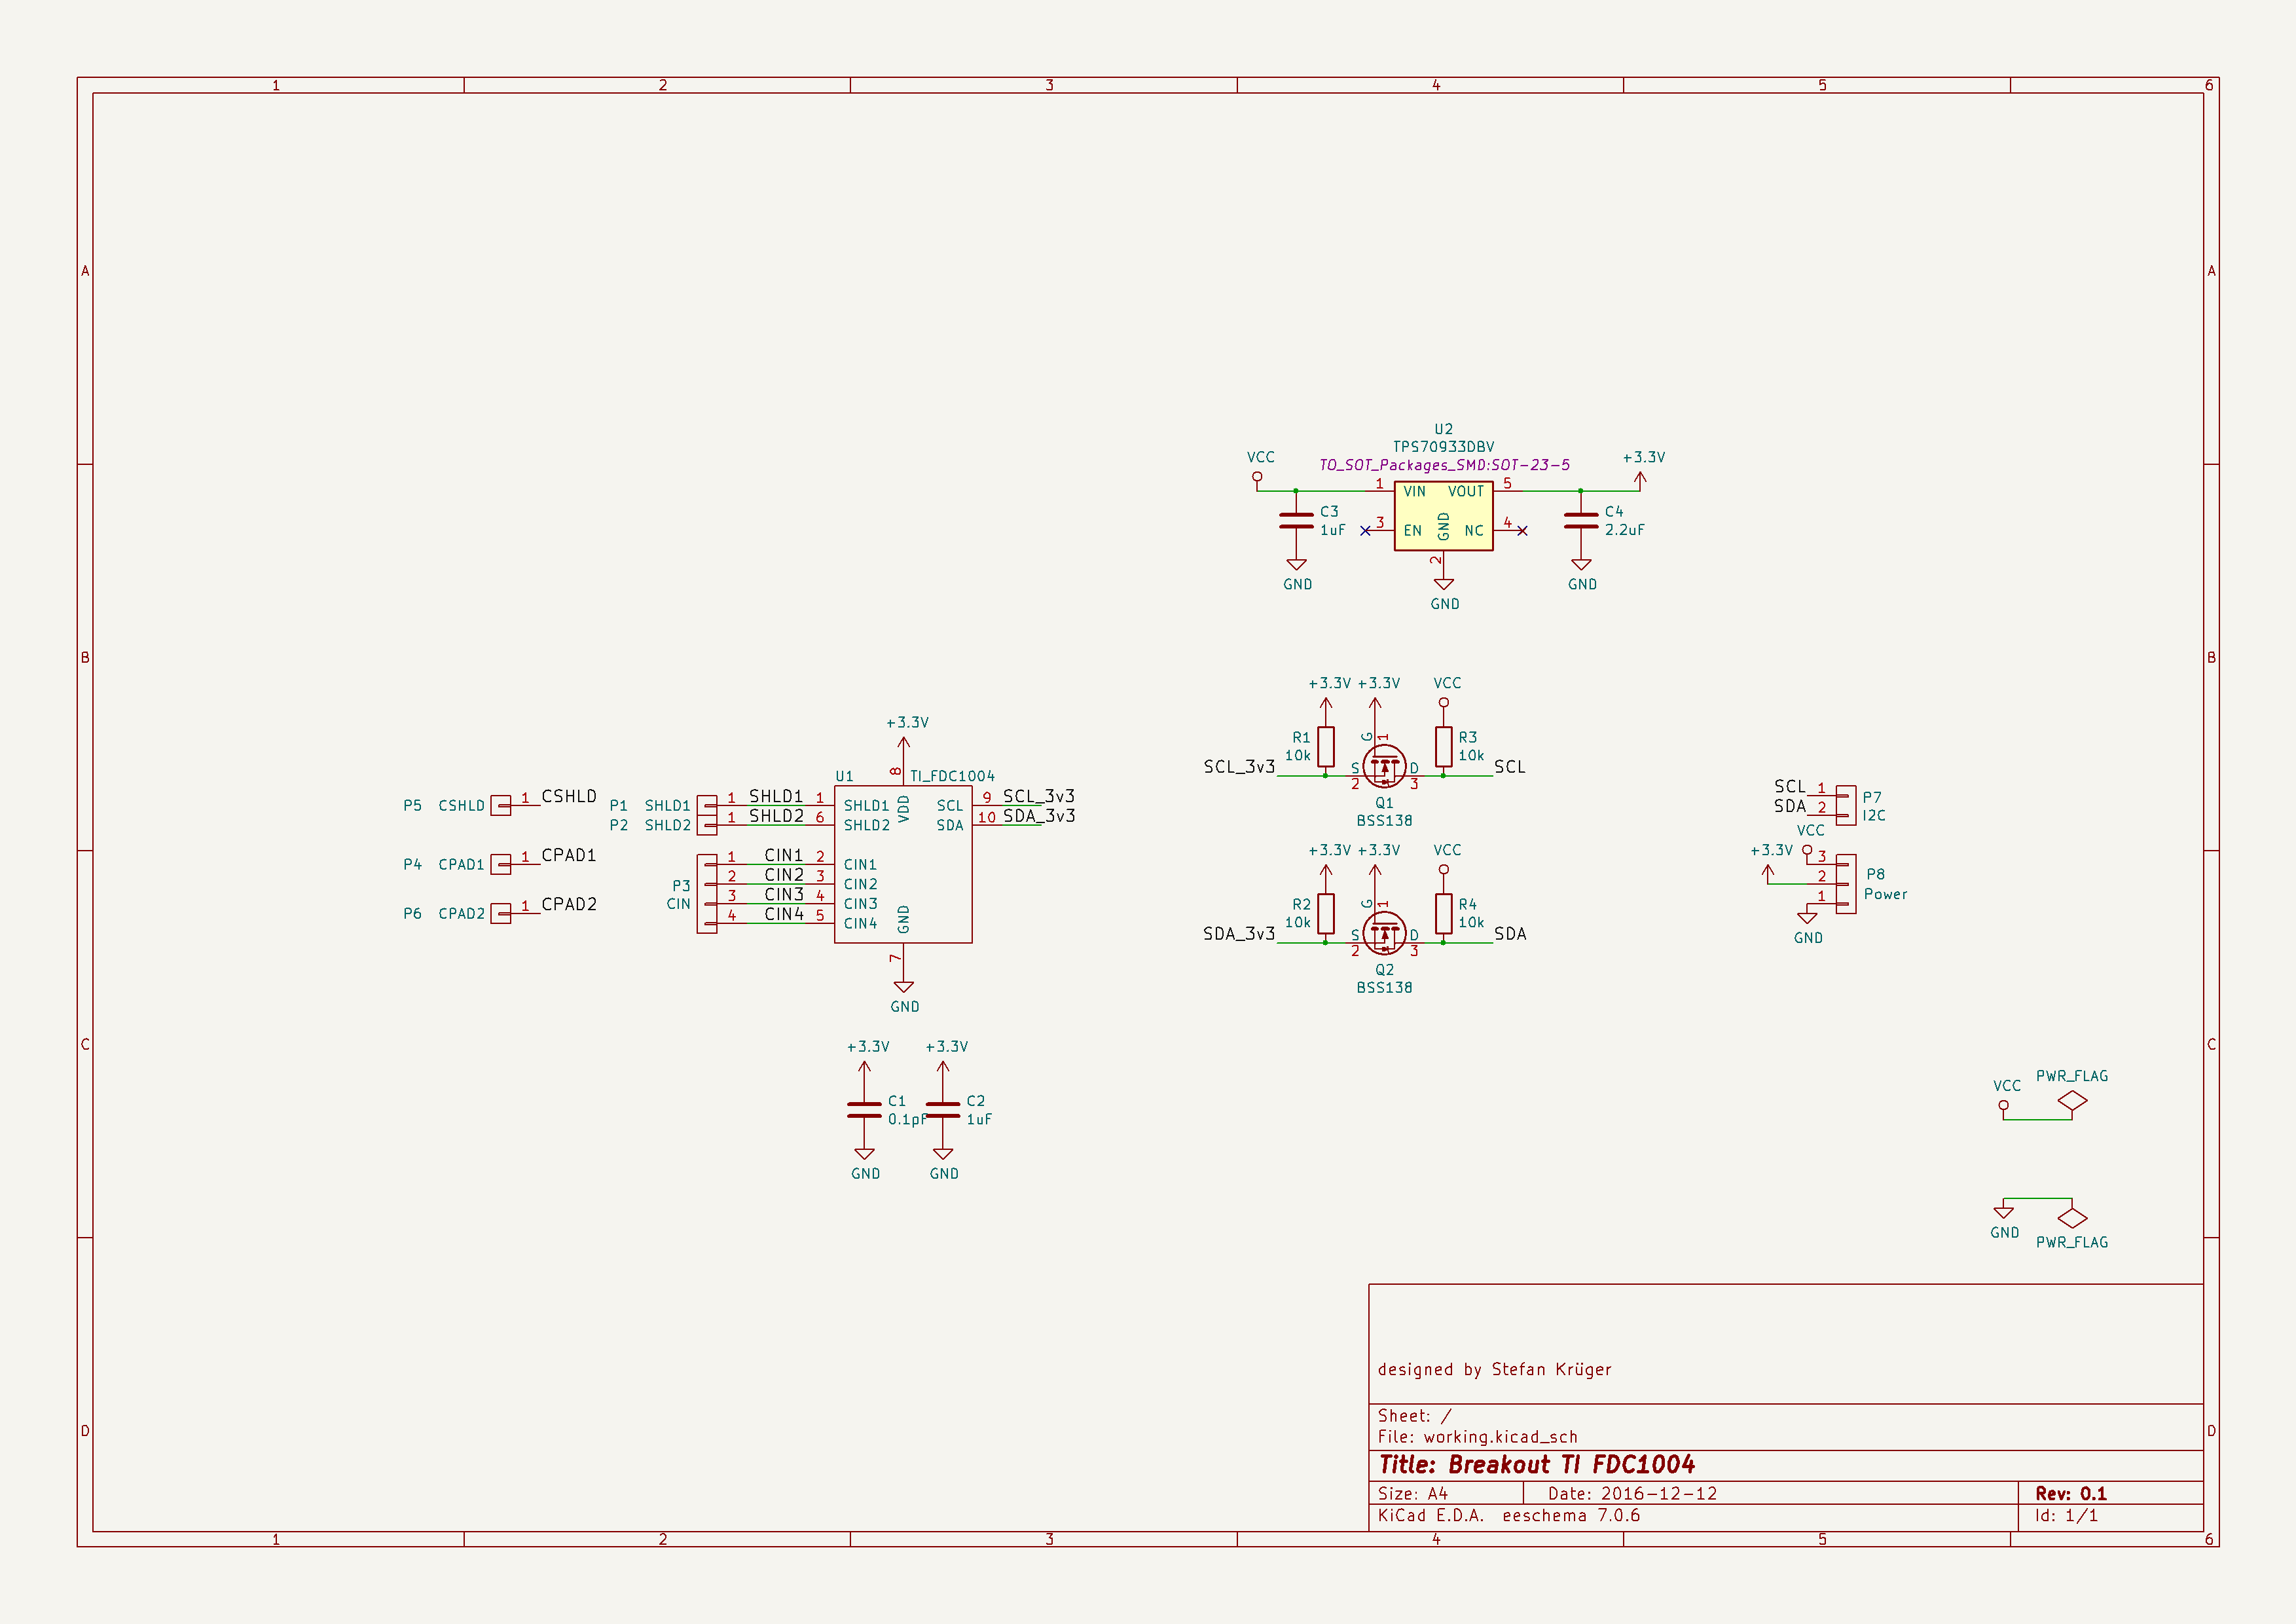 1 2 3 4 5 6
A A
B B
C C
D D
1 2 3 4 5 6
U2
TPS70933DBV
TO_SOT_Packages_SMD:SOT-23-5
VCC
+3.3V
1 VIN VOUT 5
3 EN GND NC 4
2
C3
1uF
C4
2.2uF
GND
GND
GND
+3.3V +3.3V VCC
R1
10k
G 1
R3
10k
SCL_3v3 S 2 D 3 SCL
Q1
BSS138
+3.3V +3.3V VCC
R2
10k
G 1
R4
10k
SDA_3v3 S 2 D 3 SDA
Q2
BSS138
+3.3V
8
U1 TI_FDC1004
P5 CSHLD 1 CSHLD
P4 CPAD1 1 CPAD1
P6 CPAD2 1 CPAD2
P1 SHLD1 1 SHLD1 1 SHLD1 VDD SCL 9 SCL_3v3
P2 SHLD2 1 SHLD2 6 SHLD2 SDA 10 SDA_3v3
P3
CIN
1 CIN1 2 CIN1
2 CIN2 3 CIN2
3 CIN3 4 CIN3
4 CIN4 5 CIN4
GND
7
GND
+3.3V +3.3V
C1
0.1pF
C2
1uF
GND GND
SCL 1
SDA 2
P7
I2C
VCC
+3.3V
3
2
1
P8
Power
GND
VCC PWR_FLAG
GND PWR_FLAG
designed by Stefan Krüger
Sheet: /
File: working.kicad_sch
Title: Breakout TI FDC1004
Size: A4 Date: 2016-12-12 Rev: 0.1
KiCad E.D.A. eeschema 7.0.6 Id: 1/1